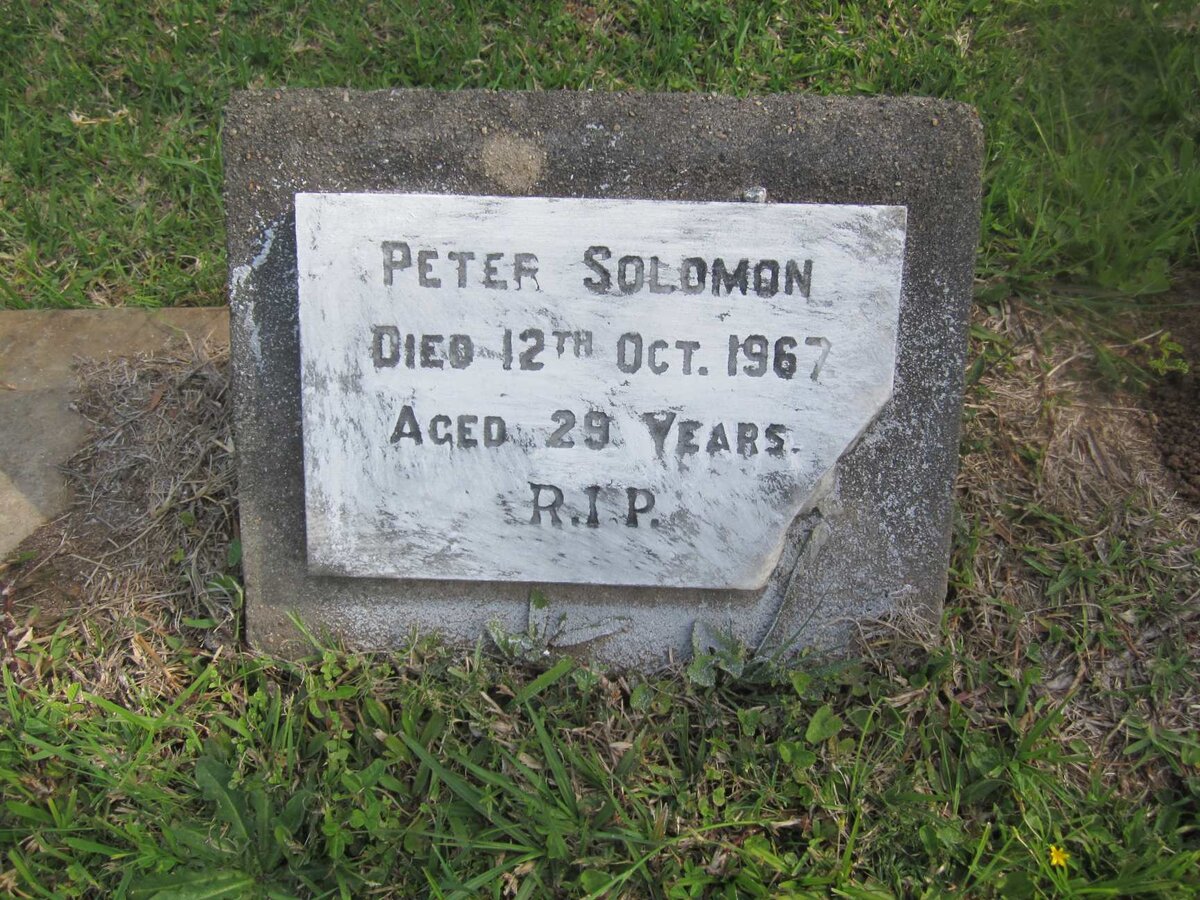 PETER SOLOMON
DIED 12TH OCT. 1967
AGED 29 YEARS.
R.I.P.